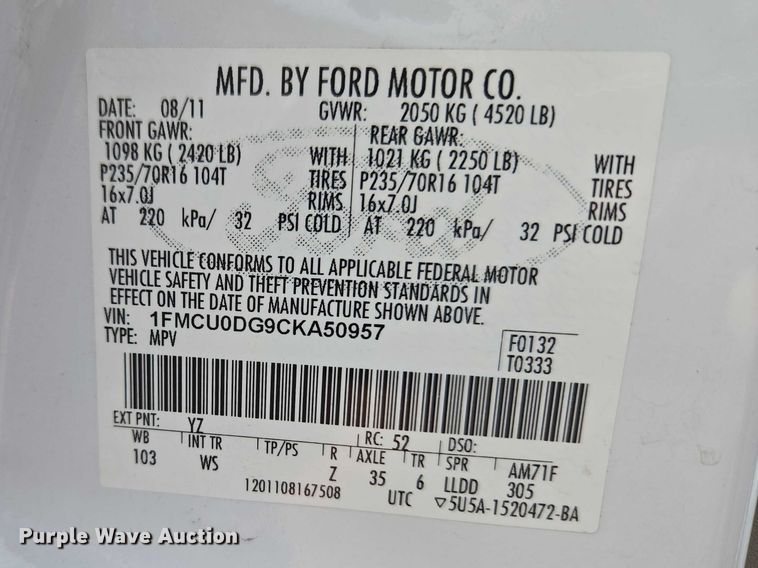 MFD. BY FORD MOTOR CO.
DATE: 08/11 GVWR: 2050 KG ( 4520 LB)
FRONT GAWR: REAR GAWR:
1098 KG ( 2420 LB) WITH 1021 KG ( 2250 LB) WITH
P235/70R16 104T TIRES P235/70R16 104T TIRES
16x7.0J RIMS 16x7.0J RIMS
AT 220 kPa/ 32 PSI COLD AT 220 kPa/ 32 PSI COLD
THIS VEHICLE CONFORMS TO ALL APPLICABLE FEDERAL MOTOR
VEHICLE SAFETY AND THEFT PREVENTION STANDARDS IN
EFFECT ON THE DATE OF MANUFACTURE SHOWN ABOVE.
VIN: 1FMCU0DG9CKA50957
TYPE: MPV F0132
T0333
EXT PNT: YZ RC: 52 DSO:
WB INT TR TP/PS R AXLE TR SPR AM71F
103 WS Z 35 6 LLDD 305
1201108167508 UTC ▽5U5A-1520472-BA
Purple Wave Auction